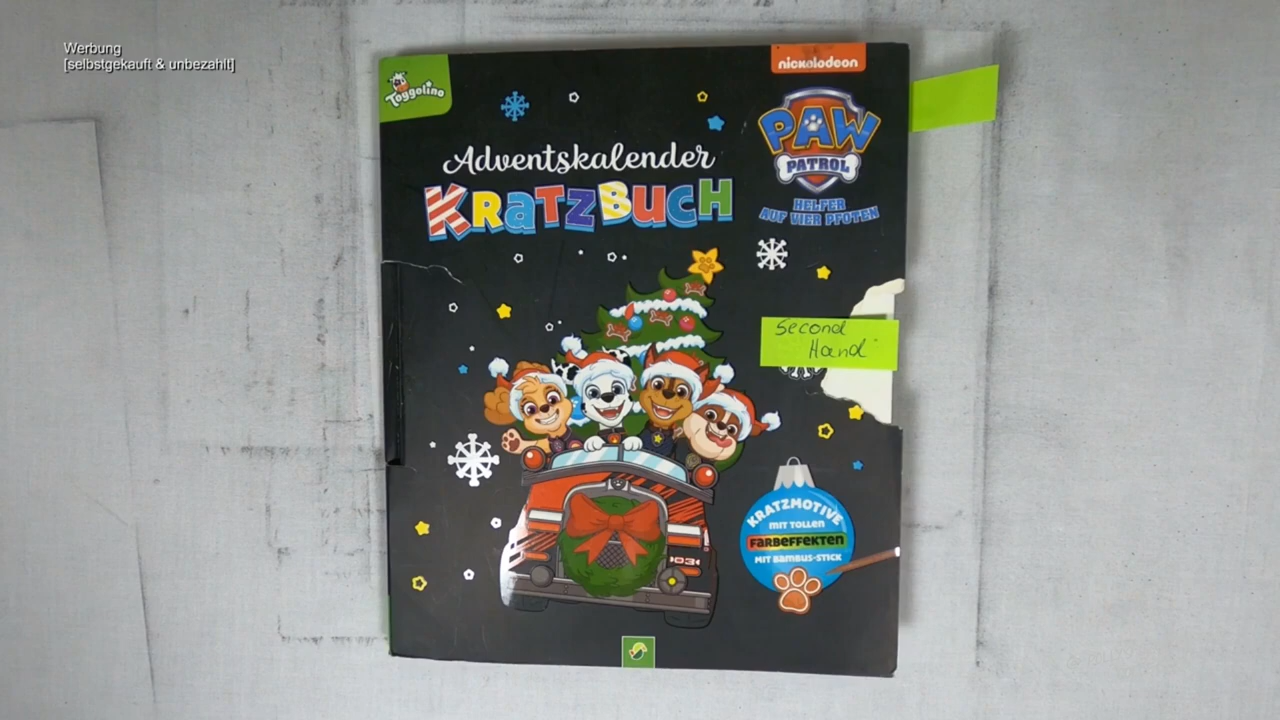 Werbung
[selbstgekauft & unbezahlt]
Toggolino
nickelodeon
PAW
PATROL
HELFER
AUF VIER PFOTEN
Adventskalender
KRATZBUCH
Second
Hand
KRATZMOTIVE
MIT TOLLEN
FARBEFFEKTEN
MIT BAMBUS-STICK
03